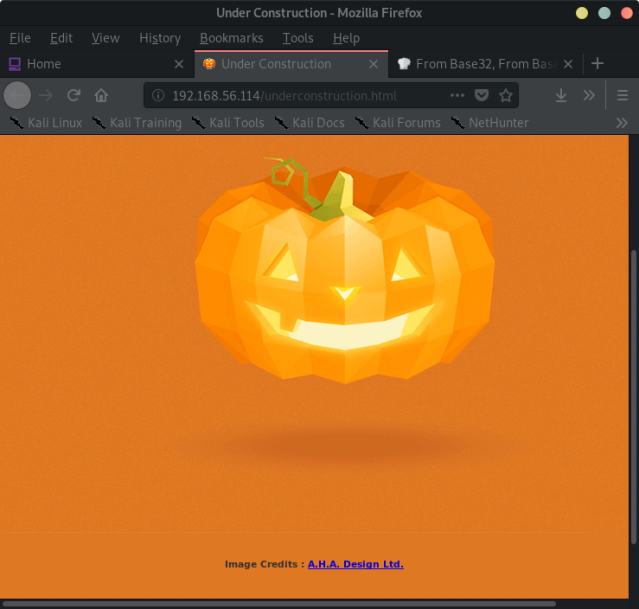 Under Construction - Mozilla Firefox
File Edit View History Bookmarks Tools Help
Home Under Construction From Base32, From Bas
192.168.56.114/underconstruction.html
Kali Linux Kali Training Kali Tools Kali Docs Kali Forums NetHunter
Image Credits : A.H.A. Design Ltd.